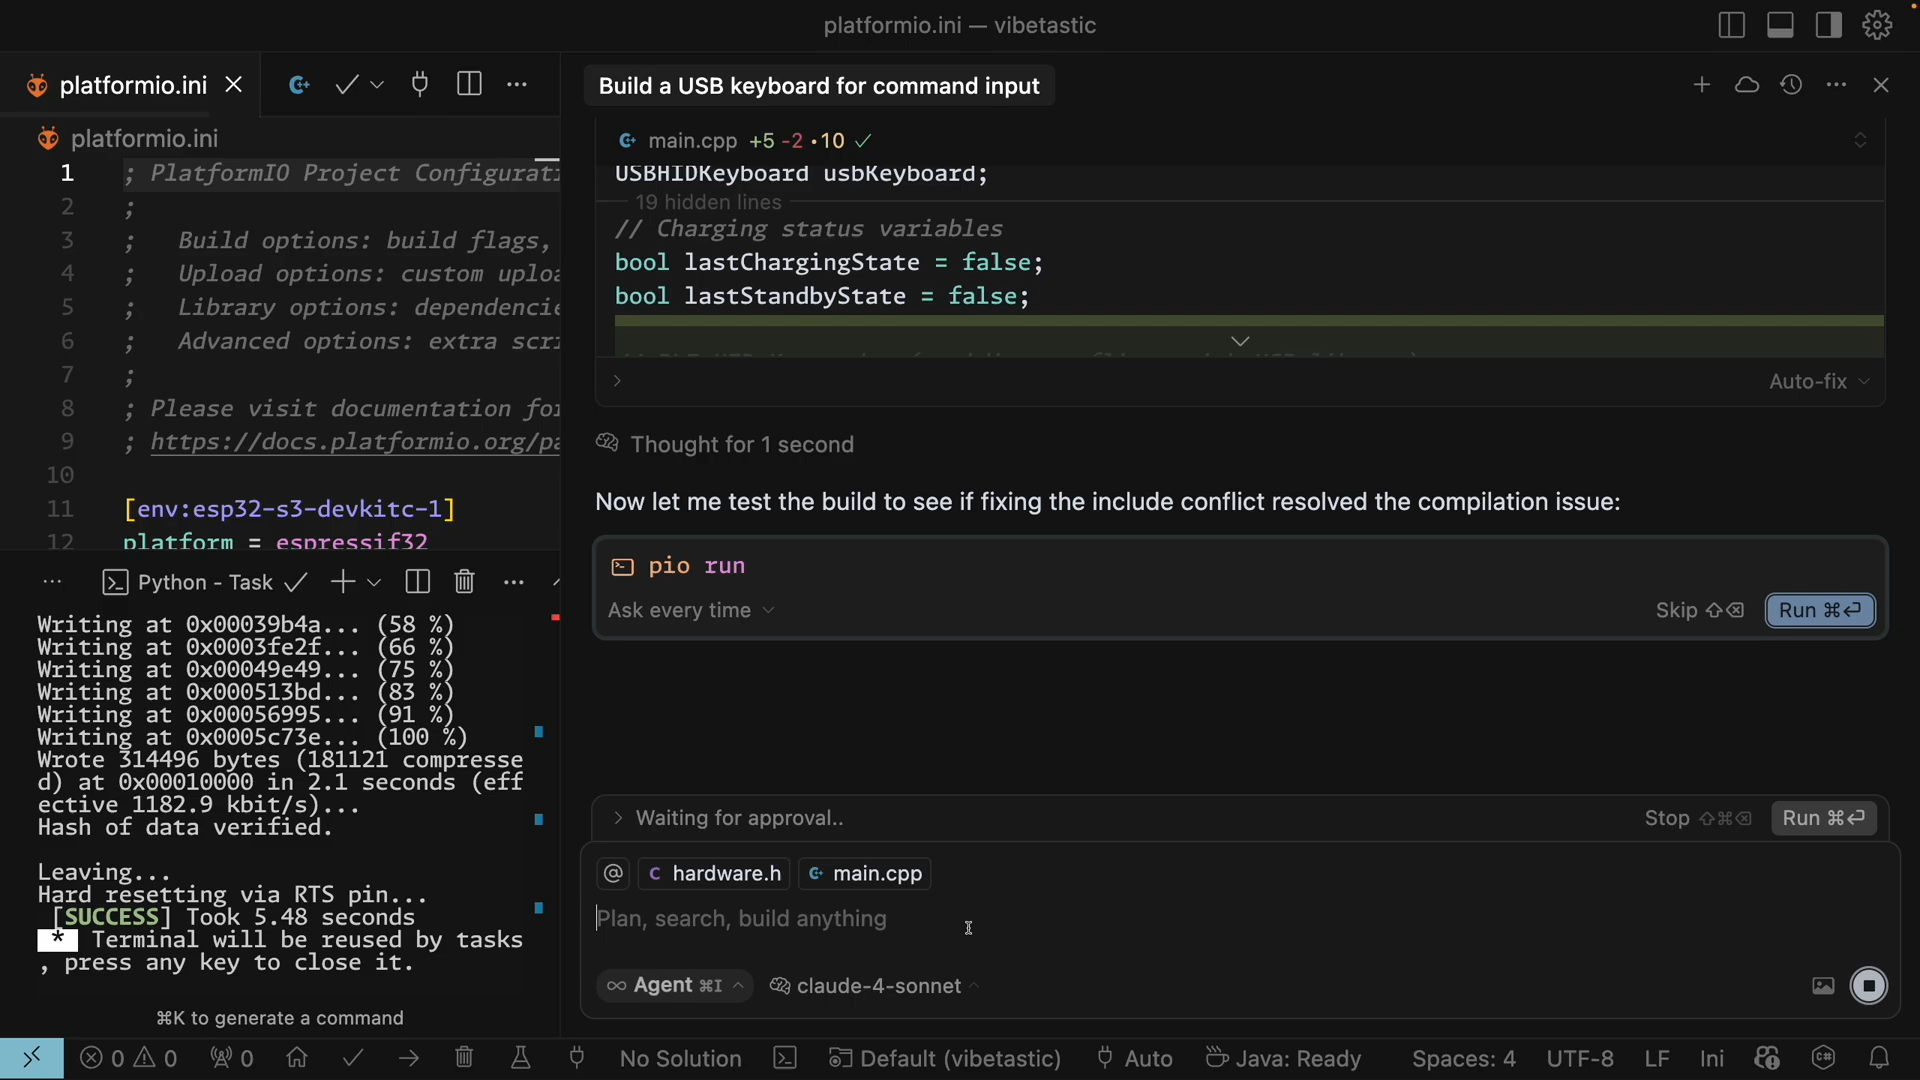 platformio.ini — vibetastic
platformio.ini
platformio.ini
1 ; PlatformIO Project Configurati
2 ;
3 ;   Build options: build flags,
4 ;   Upload options: custom uploa
5 ;   Library options: dependencie
6 ;   Advanced options: extra scri
7 ;
8 ; Please visit documentation for
9 ; https://docs.platformio.org/pa
10
11 [env:esp32-s3-devkitc-1]
12 platform = espressif32
Python - Task
Writing at 0x00039b4a... (58 %)
Writing at 0x0003fe2f... (66 %)
Writing at 0x00049e49... (75 %)
Writing at 0x000513bd... (83 %)
Writing at 0x00056995... (91 %)
Writing at 0x0005c73e... (100 %)
Wrote 314496 bytes (181121 compresse
d) at 0x00010000 in 2.1 seconds (eff
ective 1182.9 kbit/s)...
Hash of data verified.
Leaving...
Hard resetting via RTS pin...
[SUCCESS] Took 5.48 seconds
* Terminal will be reused by tasks
, press any key to close it.
⌘K to generate a command
Build a USB keyboard for command input
main.cpp +5 -2 •10
USBHIDKeyboard usbKeyboard;
19 hidden lines
// Charging status variables
bool lastChargingState = false;
bool lastStandbyState = false;
Auto-fix
Thought for 1 second
Now let me test the build to see if fixing the include conflict resolved the compilation issue:
pio run
Ask every time
Skip ⇧⌫ Run ⌘⏎
Waiting for approval..
Stop ⇧⌘⌫ Run ⌘⏎
@ C hardware.h main.cpp
Plan, search, build anything
∞ Agent ⌘I claude-4-sonnet
0 0 0 No Solution Default (vibetastic) Auto Java: Ready Spaces: 4 UTF-8 LF Ini